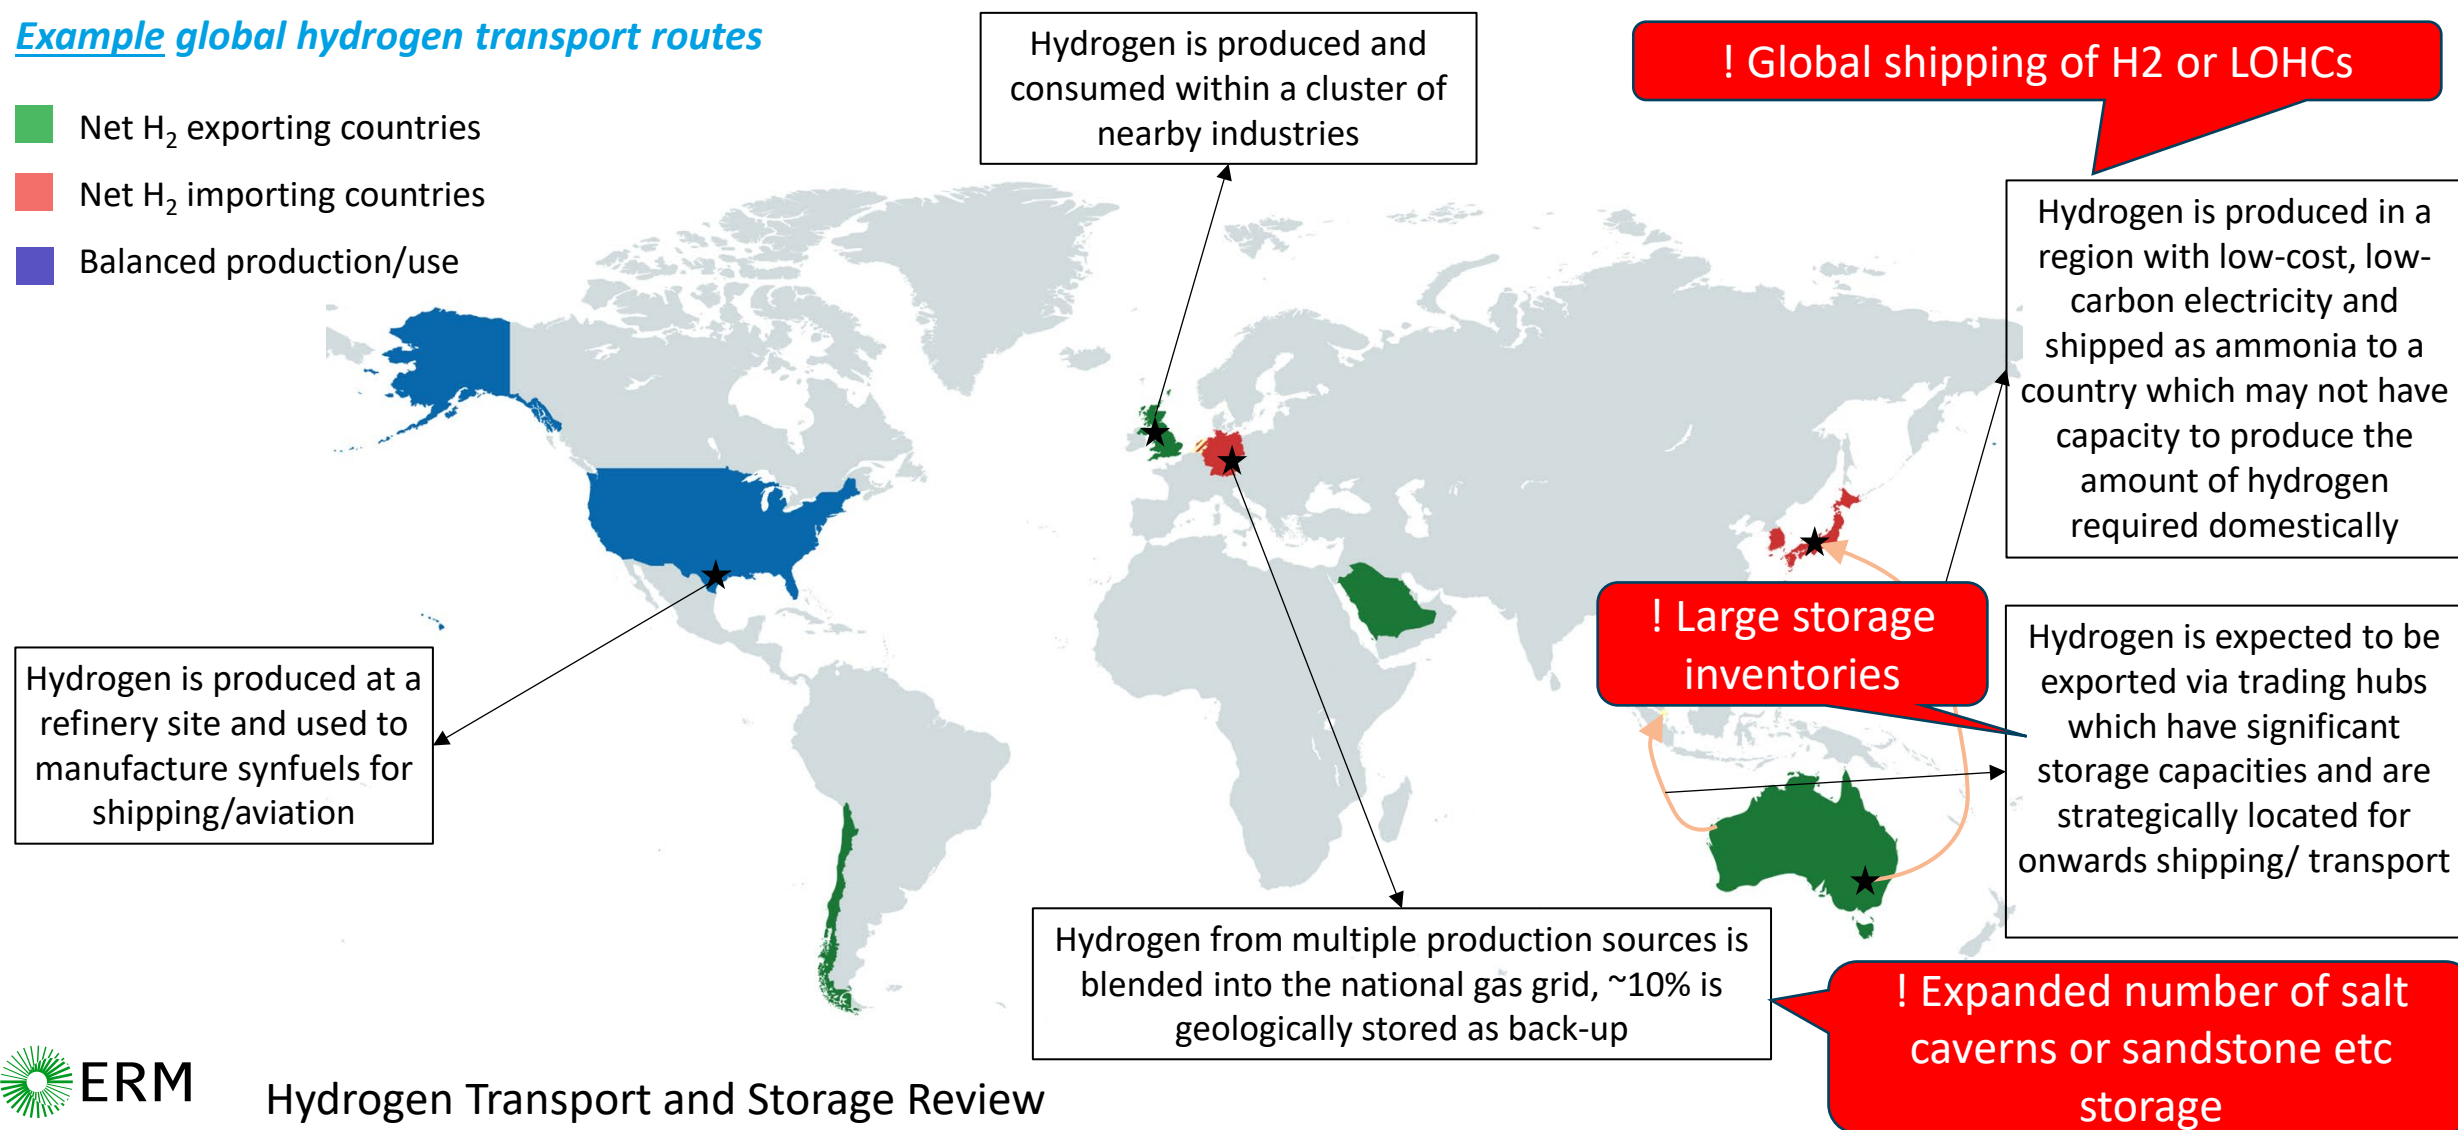 Example global hydrogen transport routes
Net H₂ exporting countries
Net H₂ importing countries
Balanced production/use
Hydrogen is produced and
consumed within a cluster of
nearby industries
! Global shipping of H2 or LOHCs
Hydrogen is produced in a
region with low-cost, low-
carbon electricity and
shipped as ammonia to a
country which may not have
capacity to produce the
amount of hydrogen
required domestically
! Large storage
inventories
Hydrogen is expected to be
exported via trading hubs
which have significant
storage capacities and are
strategically located for
onwards shipping/ transport
Hydrogen is produced at a
refinery site and used to
manufacture synfuels for
shipping/aviation
Hydrogen from multiple production sources is
blended into the national gas grid, ~10% is
geologically stored as back-up
! Expanded number of salt
caverns or sandstone etc
storage
ERM
Hydrogen Transport and Storage Review